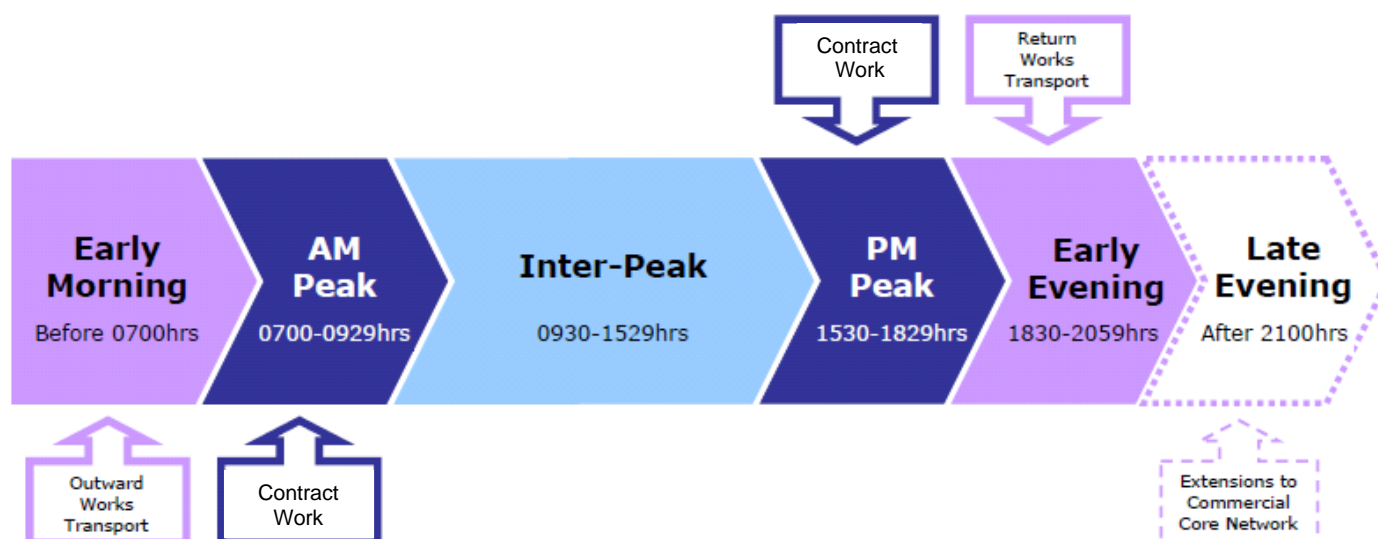 Contract
Work
Return
Works
Transport
Early
Morning
Before 0700hrs
AM
Peak
0700-0929hrs
Inter-Peak
0930-1529hrs
PM
Peak
1530-1829hrs
Early
Evening
1830-2059hrs
Late
Evening
After 2100hrs
Outward
Works
Transport
Contract
Work
Extensions to
Commercial
Core Network